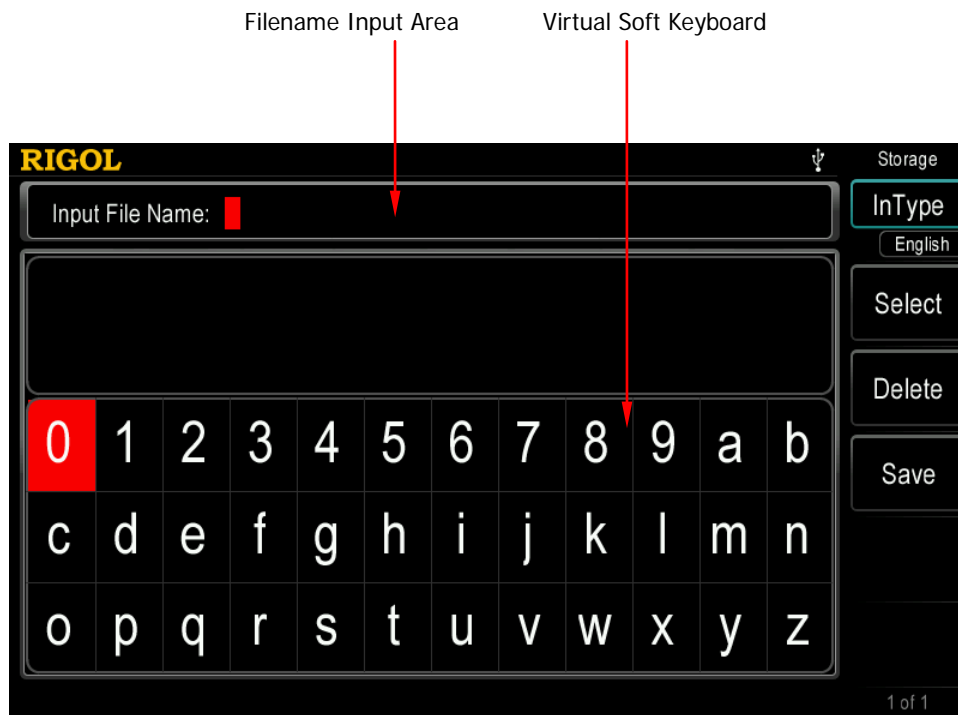 Filename Input Area Virtual Soft Keyboard
RIGOL Storage
Input File Name: InType
English
Select
Delete
0 1 2 3 4 5 6 7 8 9 a b
Save
c d e f g h i j k l m n
o p q r s t u v w x y z
1 of 1